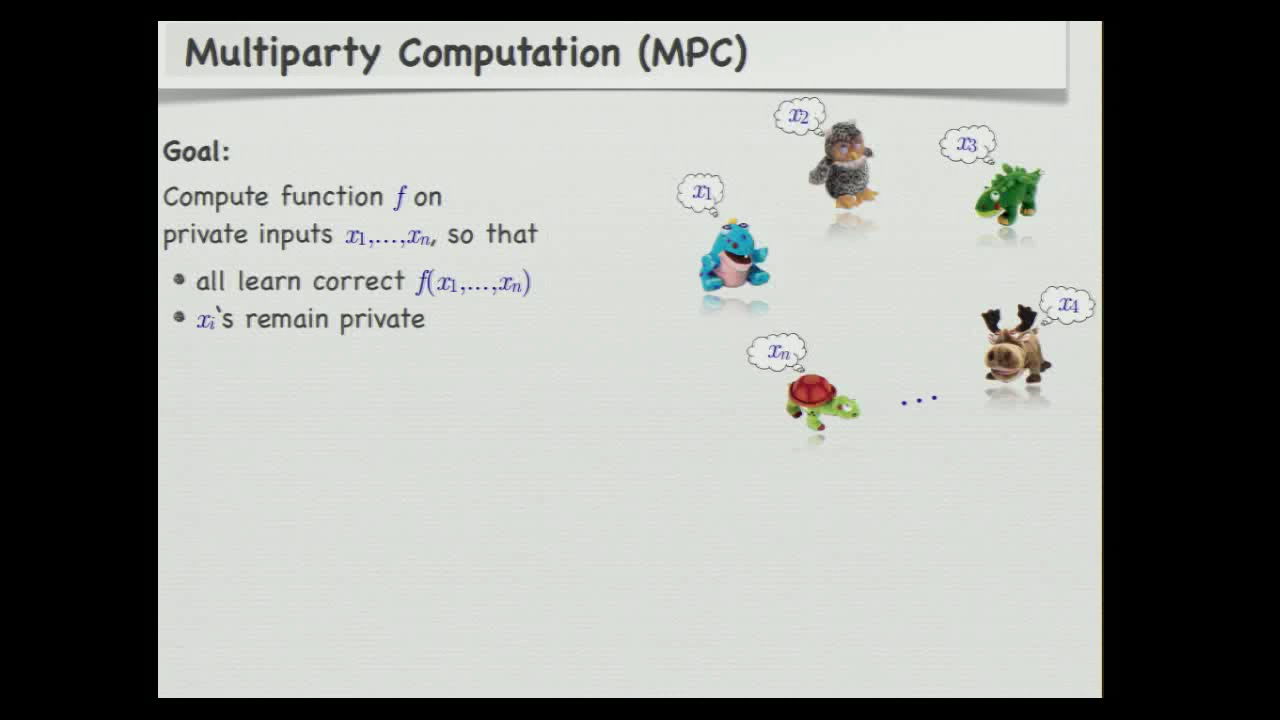 Multiparty Computation (MPC)
Goal:
Compute function f on
private inputs x1,...,xn, so that
• all learn correct f(x1,...,xn)
• xi's remain private
x1
x2
x3
x4
xn
...